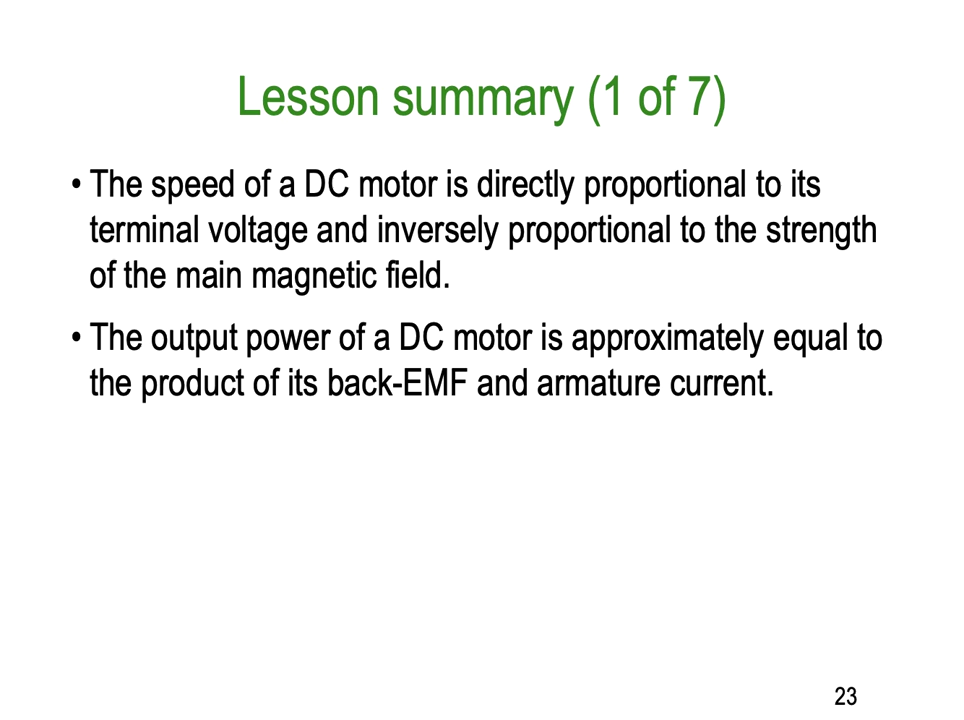 Lesson summary (1 of 7)
• The speed of a DC motor is directly proportional to its
terminal voltage and inversely proportional to the strength
of the main magnetic field.
• The output power of a DC motor is approximately equal to
the product of its back-EMF and armature current.
23